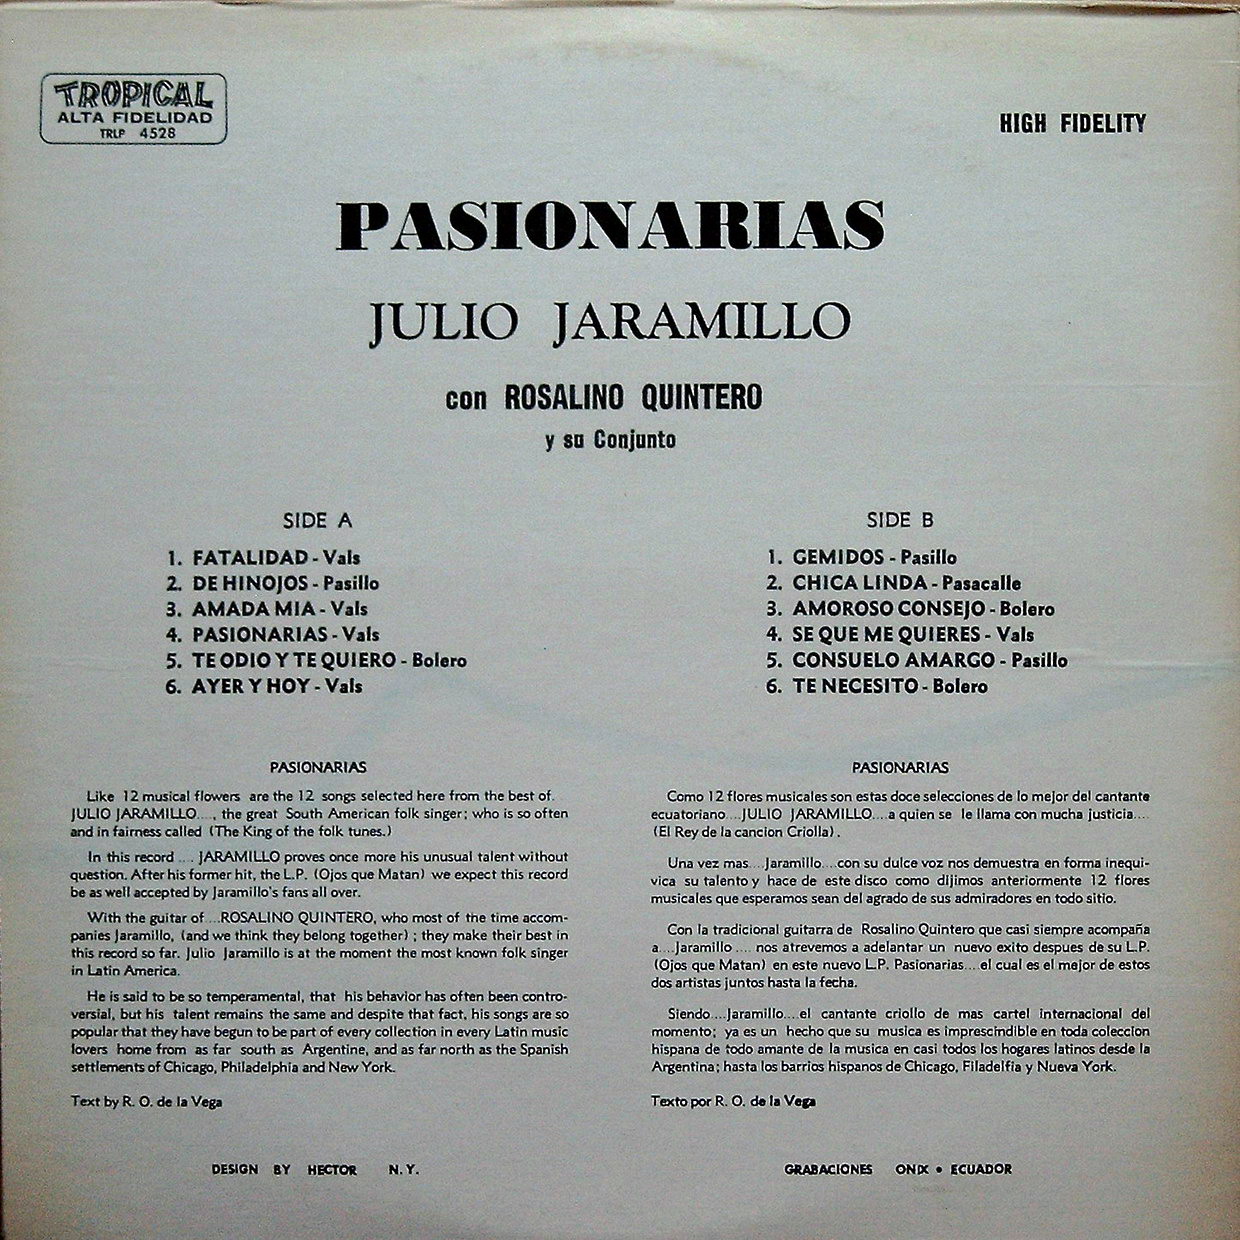 TROPICAL
ALTA FIDELIDAD
TRLP 4528
HIGH FIDELITY
PASIONARIAS
JULIO JARAMILLO
con ROSALINO QUINTERO
y su Conjunto
SIDE A
1. FATALIDAD - Vals
2. DE HINOJOS - Pasillo
3. AMADA MIA - Vals
4. PASIONARIAS - Vals
5. TE ODIO Y TE QUIERO - Bolero
6. AYER Y HOY - Vals
SIDE B
1. GEMIDOS - Pasillo
2. CHICA LINDA - Pasacalle
3. AMOROSO CONSEJO - Bolero
4. SE QUE ME QUIERES - Vals
5. CONSUELO AMARGO - Pasillo
6. TE NECESITO - Bolero
PASIONARIAS
Like 12 musical flowers are the 12 songs selected here from the best of.
JULIO JARAMILLO...., the great South American folk singer; who is so often
and in fairness called (The King of the folk tunes.)
In this record .... JARAMILLO proves once more his unusual talent without
question. After his former hit, the L.P. (Ojos que Matan) we expect this record
be as well accepted by Jaramillo's fans all over.
With the guitar of ...ROSALINO QUINTERO, who most of the time accom-
panies Jaramillo, (and we think they belong together) ; they make their best in
this record so far. Julio Jaramillo is at the moment the most known folk singer
in Latin America.
He is said to be so temperamental, that his behavior has often been contro-
versial, but his talent remains the same and despite that fact, his songs are so
popular that they have begun to be part of every collection in every Latin music
lovers home from as far south as Argentine, and as far north as the Spanish
settlements of Chicago, Philadelphia and New York.
Text by R. O. de la Vega
PASIONARIAS
Como 12 flores musicales son estas doce selecciones de lo mejor del cantante
ecuatoriano....JULIO JARAMILLO....a quien se le llama con mucha justicia....
(El Rey de la cancion Criolla).
Una vez mas....Jaramillo....con su dulce voz nos demuestra en forma inequi-
vica su talento y hace de este disco como dijimos anteriormente 12 flores
musicales que esperamos sean del agrado de sus admiradores en todo sitio.
Con la tradicional guitarra de Rosalino Quintero que casi siempre acompaña
a....Jaramillo .... nos atrevemos a adelantar un nuevo exito despues de su L.P.
(Ojos que Matan) en este nuevo L.P. Pasionarias....el cual es el mejor de estos
dos artistas juntos hasta la fecha.
Siendo....Jaramillo....el cantante criollo de mas cartel internacional del
momento; ya es un hecho que su musica es imprescindible en toda coleccion
hispana de todo amante de la musica en casi todos los hogares latinos desde la
Argentina; hasta los barrios hispanos de Chicago, Filadelfia y Nueva York.
Texto por R. O. de la Vega
DESIGN BY HECTOR N.Y.
GRABACIONES ONIX • ECUADOR